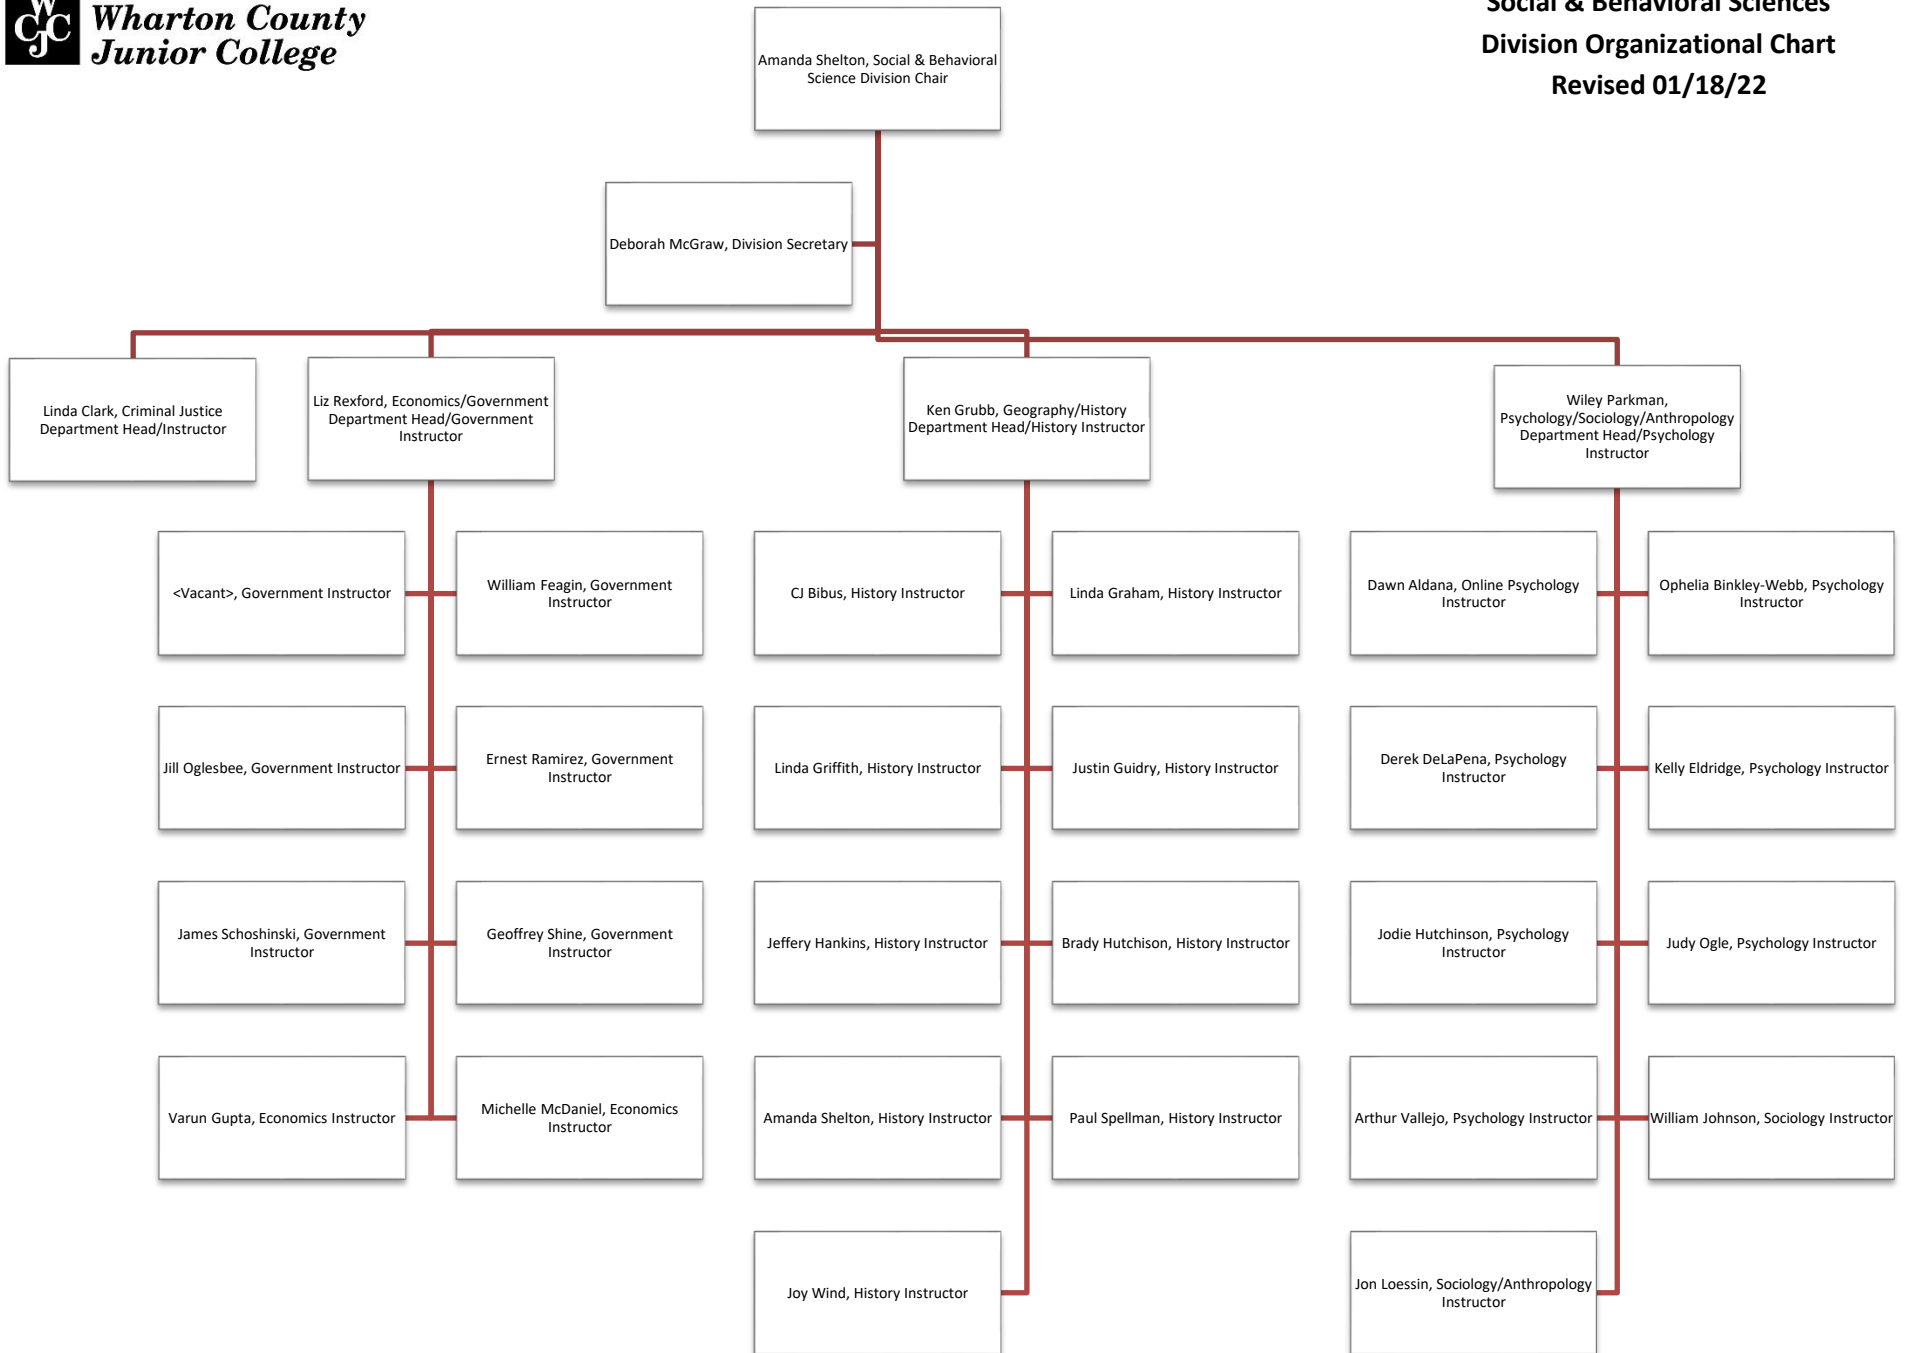 WCJC
Wharton County
Junior College
Social & Behavioral Sciences
Division Organizational Chart
Revised 01/18/22
Amanda Shelton, Social & Behavioral
Science Division Chair
Deborah McGraw, Division Secretary
Linda Clark, Criminal Justice
Department Head/Instructor
Liz Rexford, Economics/Government
Department Head/Government
Instructor
Ken Grubb, Geography/History
Department Head/History Instructor
Wiley Parkman,
Psychology/Sociology/Anthropology
Department Head/Psychology
Instructor
<Vacant>, Government Instructor
William Feagin, Government
Instructor
CJ Bibus, History Instructor
Linda Graham, History Instructor
Dawn Aldana, Online Psychology
Instructor
Ophelia Binkley-Webb, Psychology
Instructor
Jill Oglesbee, Government Instructor
Ernest Ramirez, Government
Instructor
Linda Griffith, History Instructor
Justin Guidry, History Instructor
Derek DeLaPena, Psychology
Instructor
Kelly Eldridge, Psychology Instructor
James Schoshinski, Government
Instructor
Geoffrey Shine, Government
Instructor
Jeffery Hankins, History Instructor
Brady Hutchison, History Instructor
Jodie Hutchinson, Psychology
Instructor
Judy Ogle, Psychology Instructor
Varun Gupta, Economics Instructor
Michelle McDaniel, Economics
Instructor
Amanda Shelton, History Instructor
Paul Spellman, History Instructor
Arthur Vallejo, Psychology Instructor
William Johnson, Sociology Instructor
Joy Wind, History Instructor
Jon Loessin, Sociology/Anthropology
Instructor